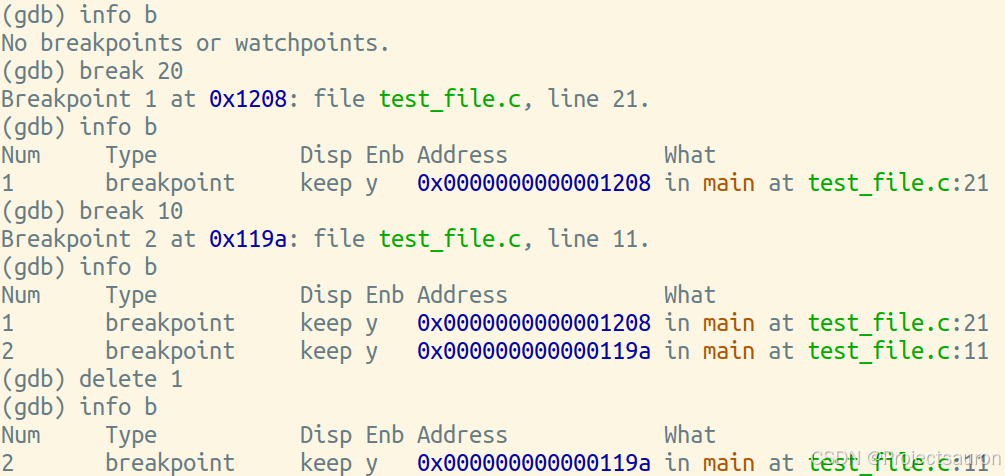 (gdb) info b
No breakpoints or watchpoints.
(gdb) break 20
Breakpoint 1 at 0x1208: file test_file.c, line 21.
(gdb) info b
Num     Type           Disp Enb Address            What
1       breakpoint     keep y   0x0000000000001208 in main at test_file.c:21
(gdb) break 10
Breakpoint 2 at 0x119a: file test_file.c, line 11.
(gdb) info b
Num     Type           Disp Enb Address            What
1       breakpoint     keep y   0x0000000000001208 in main at test_file.c:21
2       breakpoint     keep y   0x000000000000119a in main at test_file.c:11
(gdb) delete 1
(gdb) info b
Num     Type           Disp Enb Address            What
2       breakpoint     keep y   0x000000000000119a in main at test_file.c:11
CSDN @Projectsauron